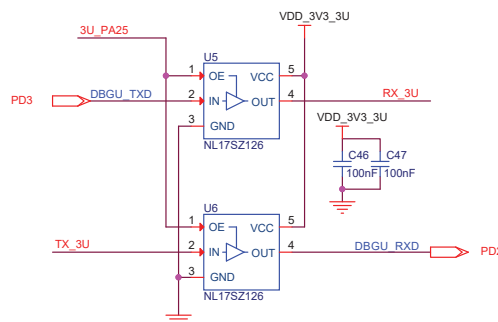 3U_PA25
VDD_3V3_3U
U5
1 OE VCC 5
PD3 DBGU_TXD 2 IN OUT 4 RX_3U
3 GND
NL17SZ126
VDD_3V3_3U
C46 C47
100nF 100nF
U6
1 OE VCC 5
TX_3U 2 IN OUT 4 DBGU_RXD
3 GND
NL17SZ126